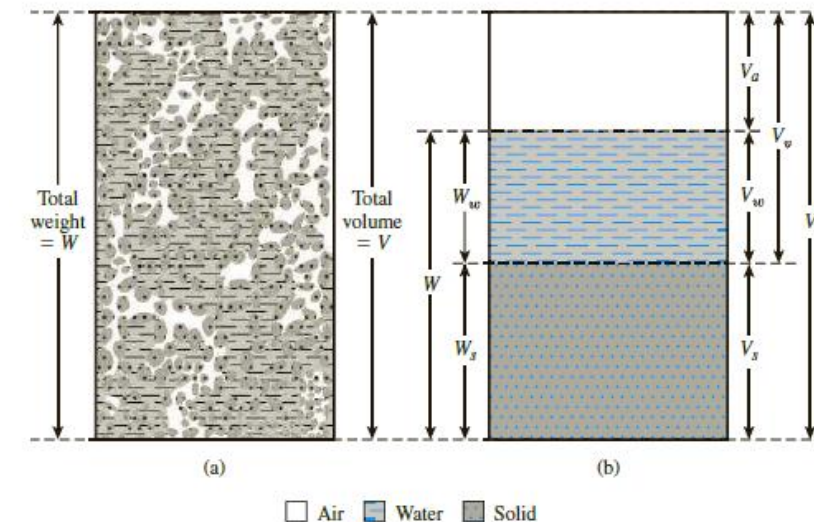 Total
weight
= W
Total
volume
= V
W
W_w
W_s
V_a
V_w
V_s
V_v
V
(a)
(b)
Air Water Solid